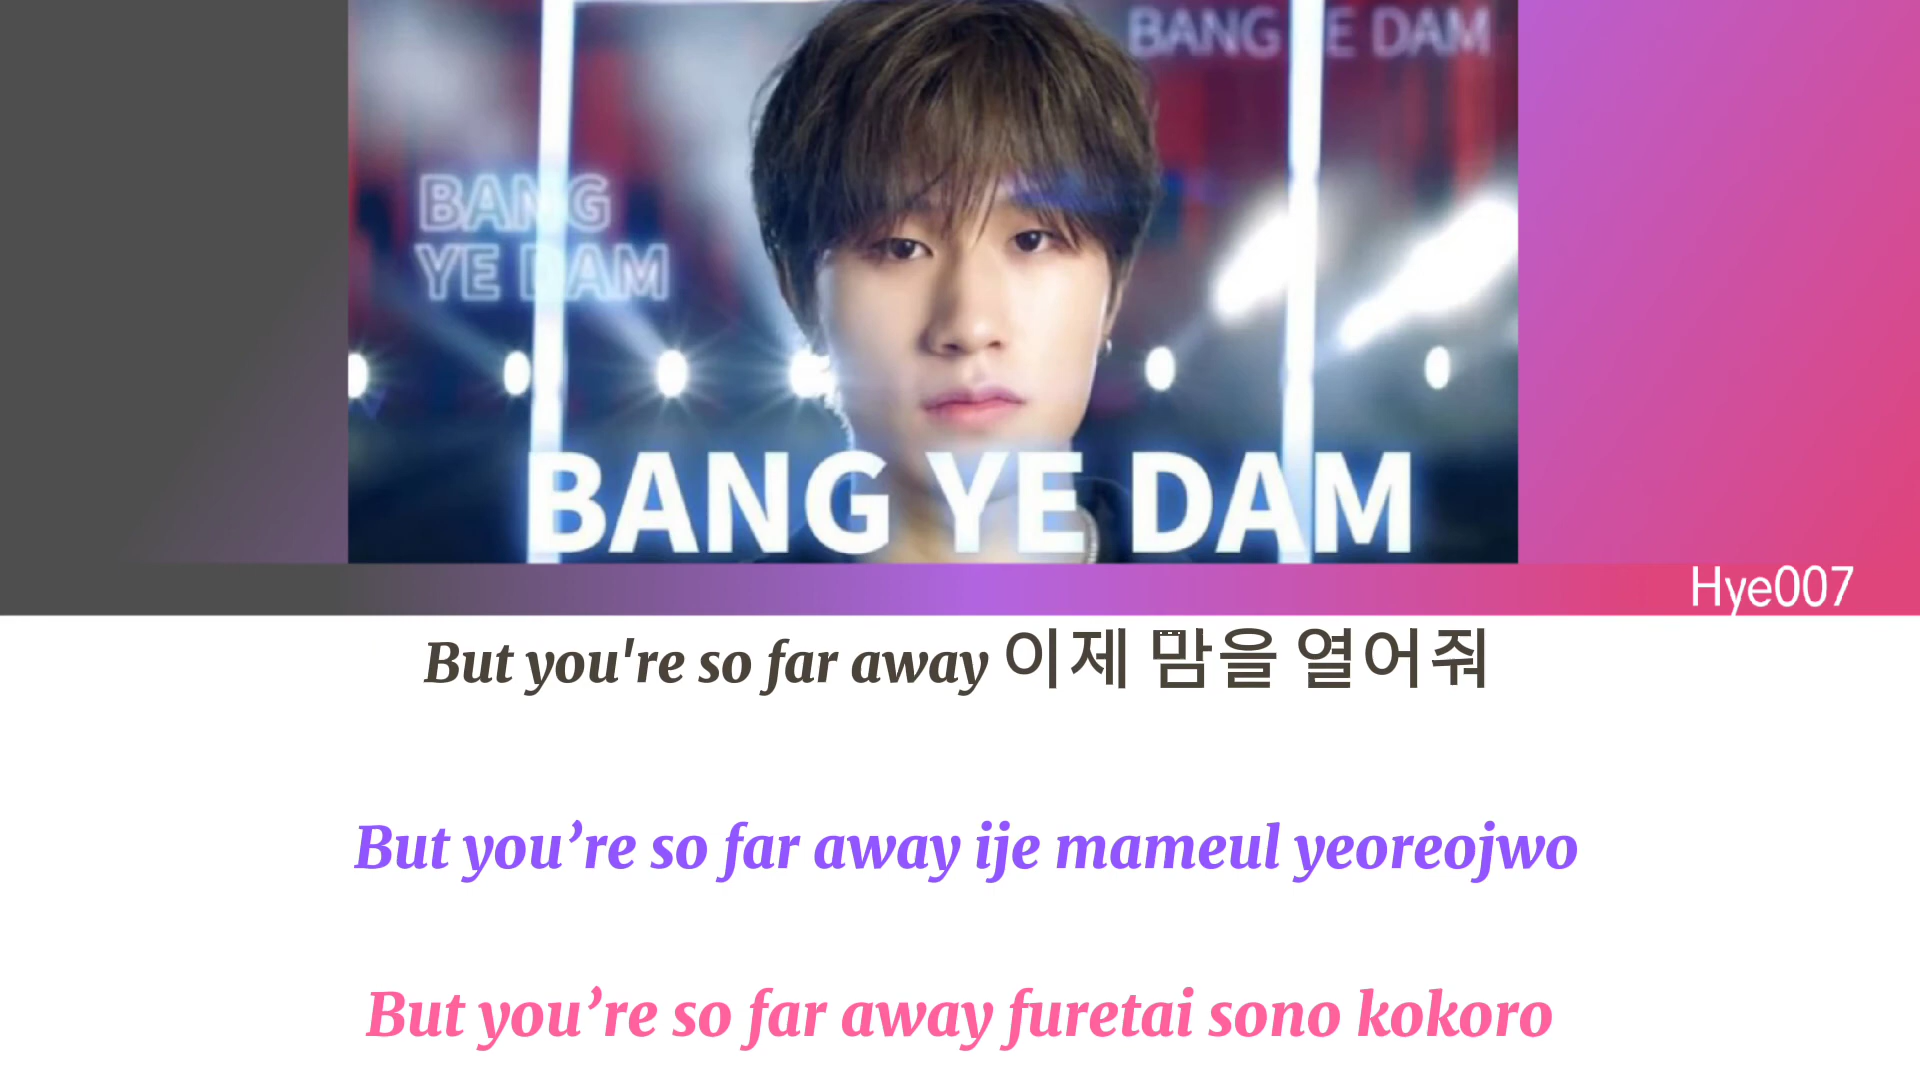 BANG YE DAM
BANG
YE DAM
BANG YE DAM
Hye007
But you're so far away 이제 맘을 열어줘
But you’re so far away ije mameul yeoreojwo
But you’re so far away furetai sono kokoro